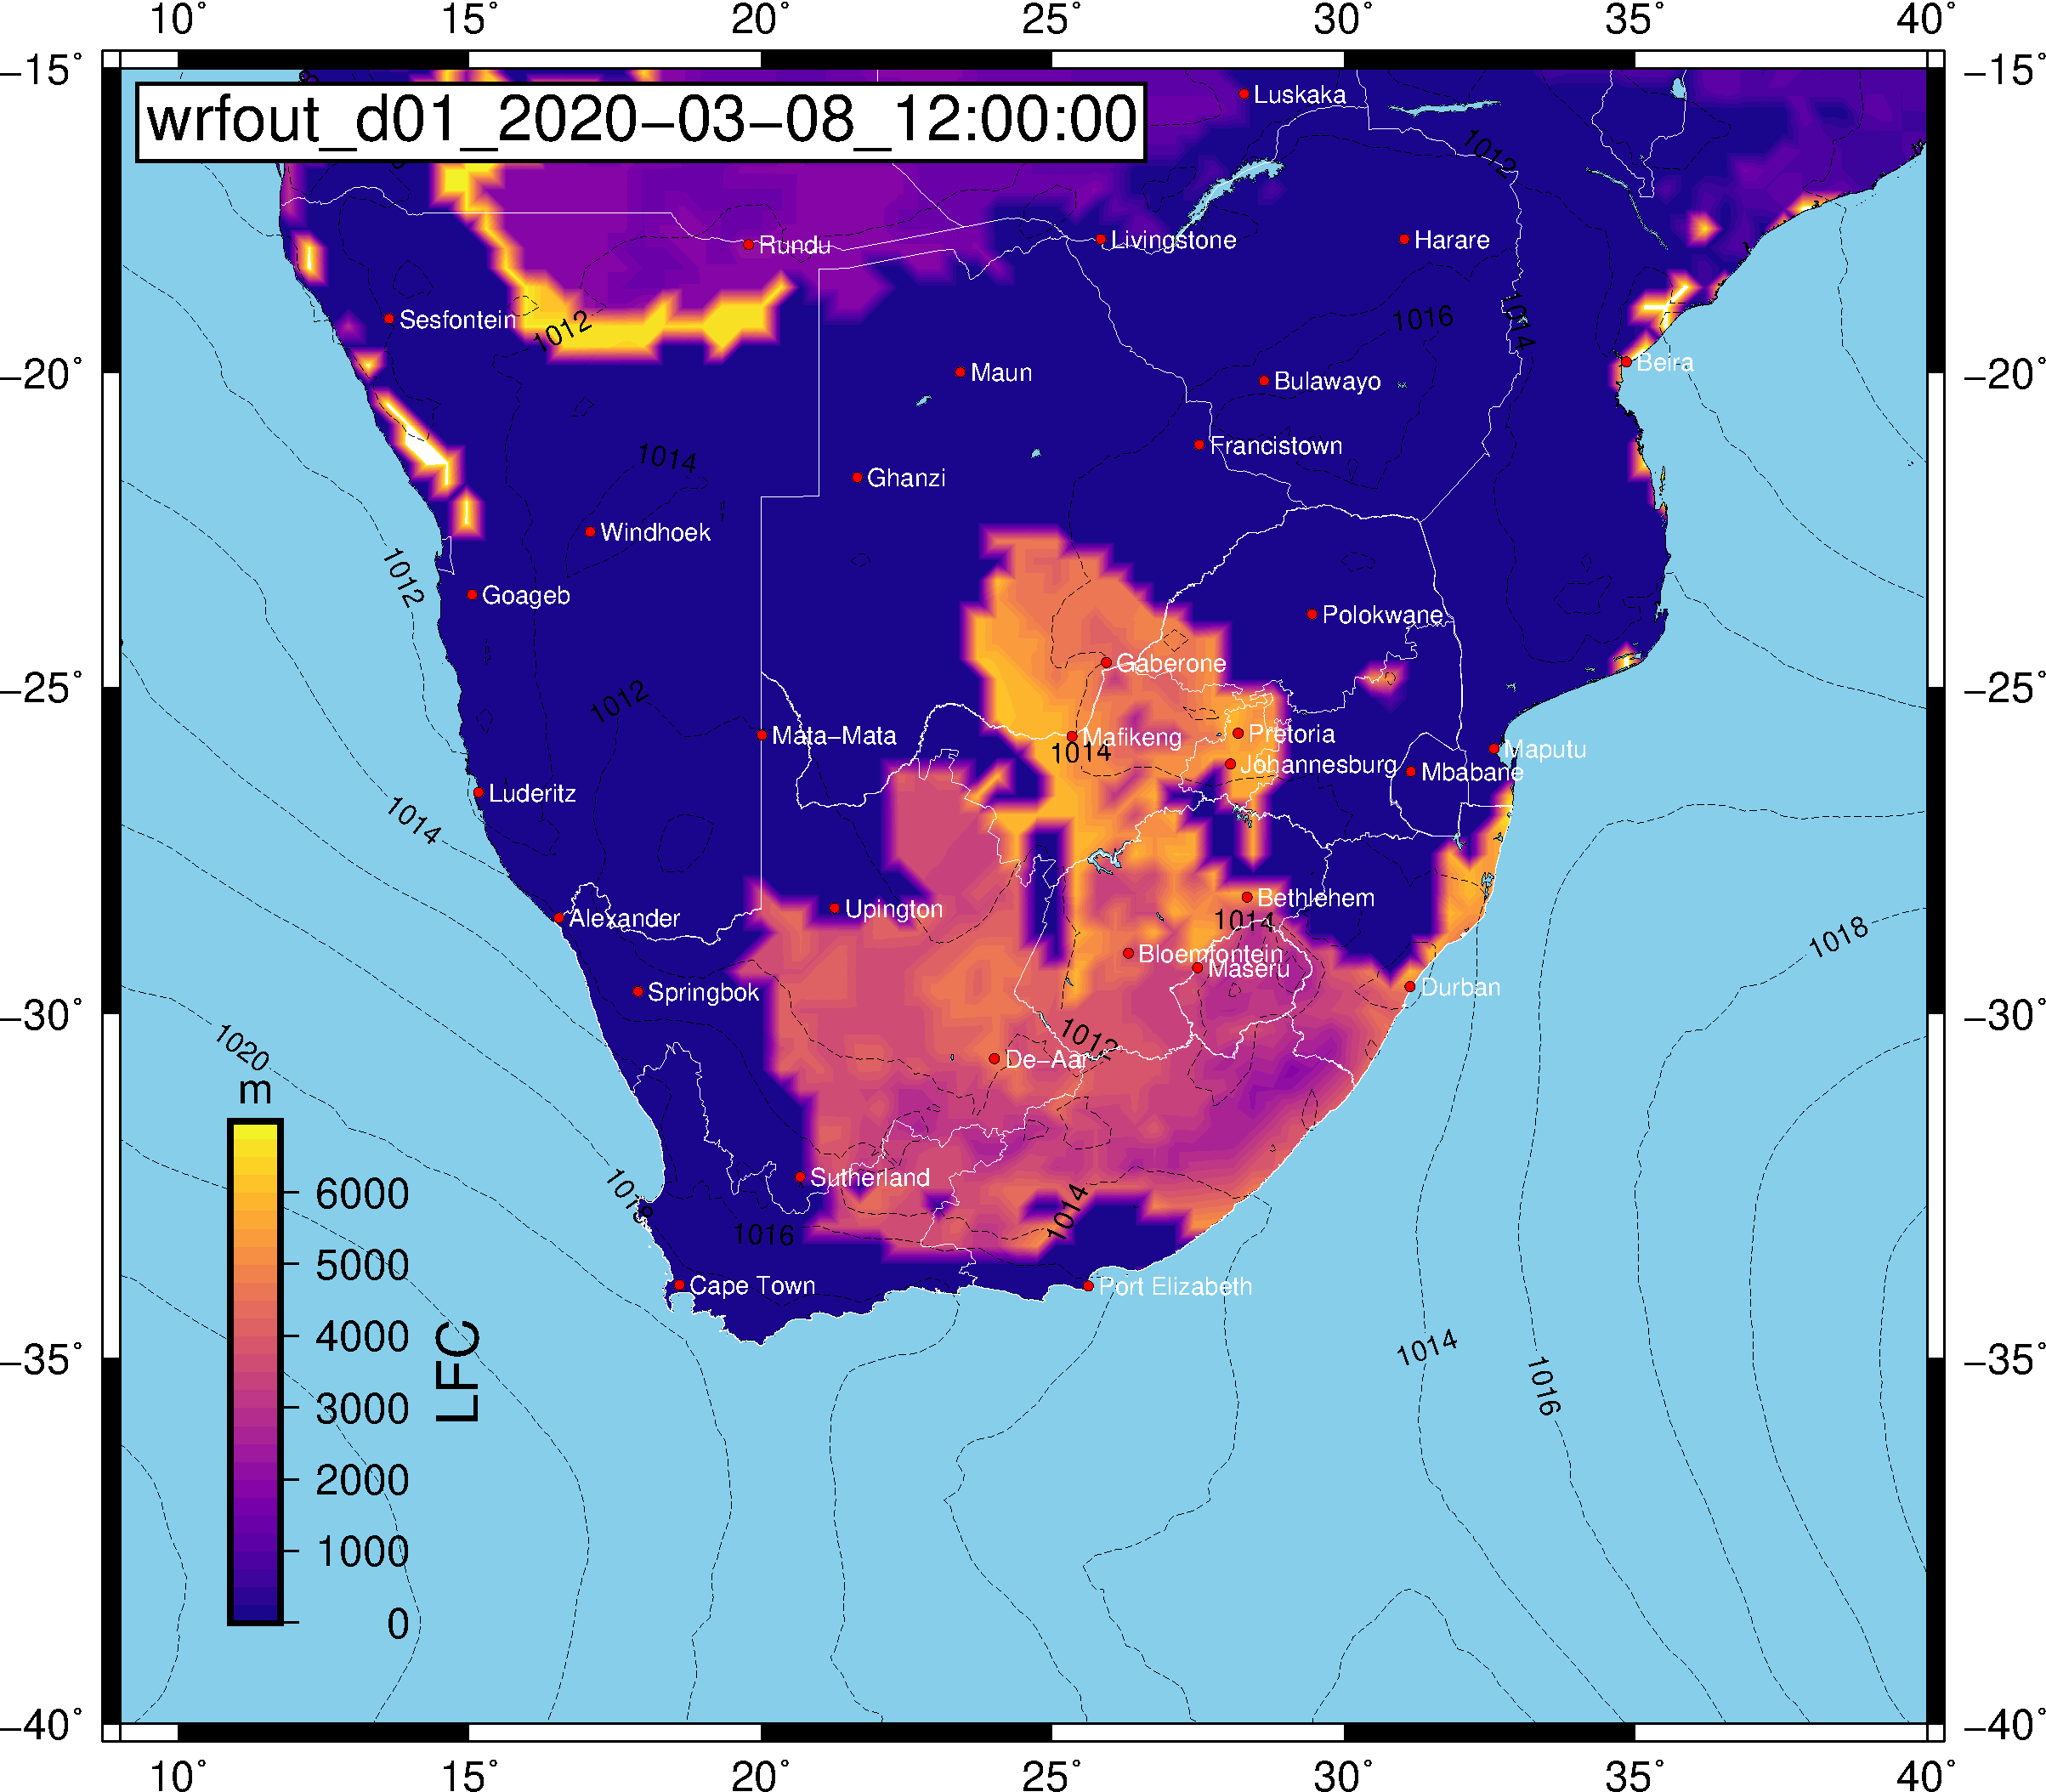 10° 15° 20° 25° 30° 35° 40°
−15° −15°
wrfout_d01_2020−03−08_12:00:00
Luskaka
1012
Rundu
Livingstone
Harare
Sesfontein
1012
1016
1014
Beira
−20° −20°
Maun
Bulawayo
Francistown
1014
Ghanzi
Windhoek
1012
Goageb
Polokwane
Gaberone
−25° −25°
1012
Mata−Mata
Mafikeng
Pretoria
1014
Johannesburg
Maputu
Mbabane
Luderitz
1014
Bethlehem
Upington
Alexander
1014
1018
Bloemfontein
Maseru
Springbok
Durban
−30° −30°
1020
1012
De−Aar
m
Sutherland
1018
1016
1014
Cape Town
Port Elizabeth
6000
5000
4000
3000
2000
1000
0
LFC
1014
1016
−35° −35°
−40° −40°
10° 15° 20° 25° 30° 35° 40°